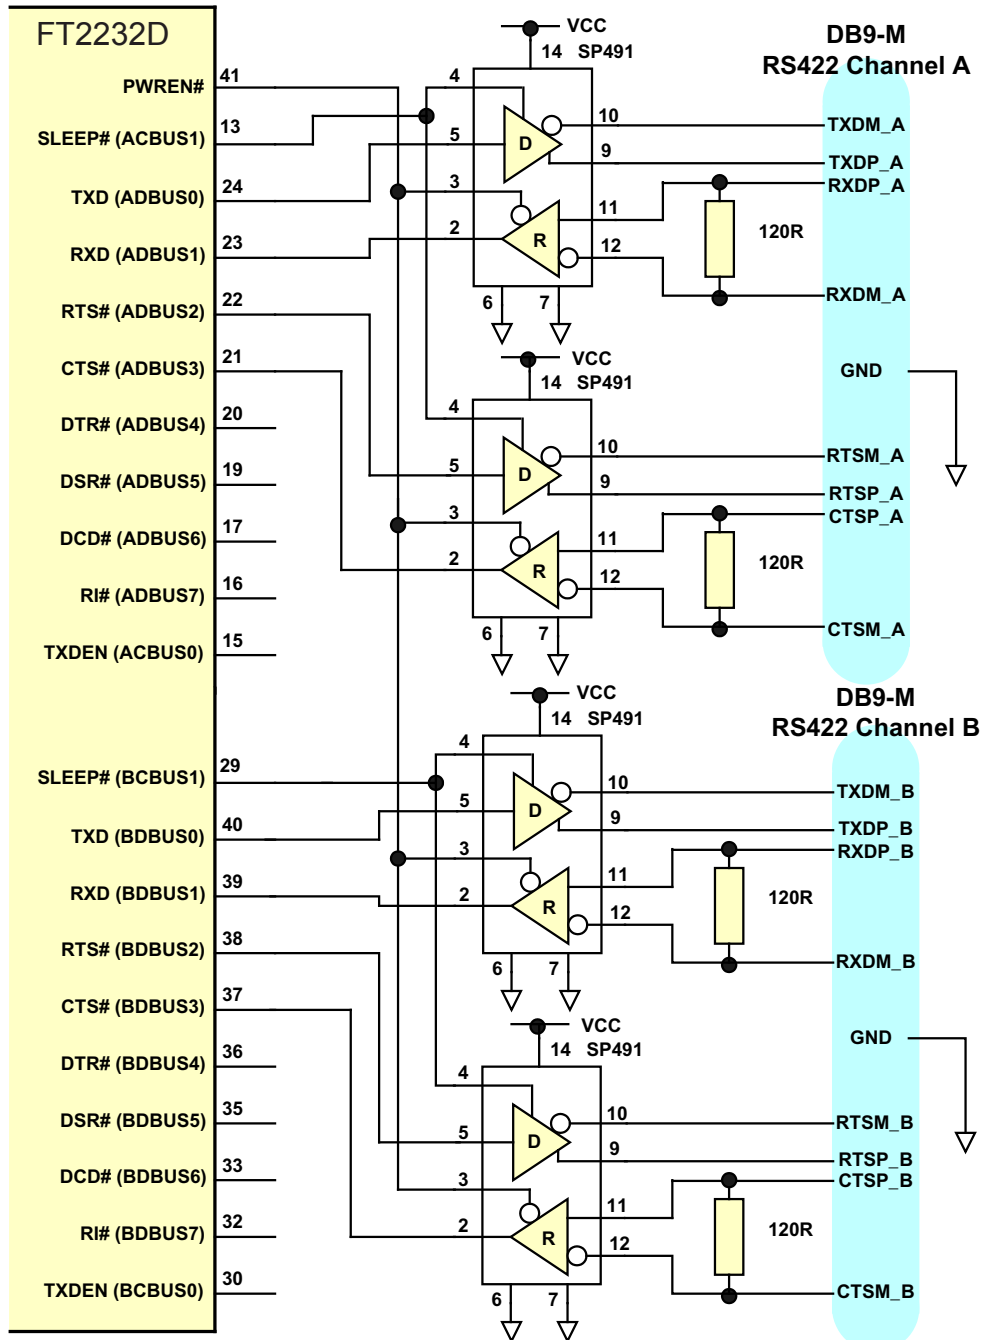 FT2232D
PWREN#
41
SLEEP# (ACBUS1)
13
TXD (ADBUS0)
24
RXD (ADBUS1)
23
RTS# (ADBUS2)
22
CTS# (ADBUS3)
21
DTR# (ADBUS4)
20
DSR# (ADBUS5)
19
DCD# (ADBUS6)
17
RI# (ADBUS7)
16
TXDEN (ACBUS0)
15
SLEEP# (BCBUS1)
29
TXD (BDBUS0)
40
RXD (BDBUS1)
39
RTS# (BDBUS2)
38
CTS# (BDBUS3)
37
DTR# (BDBUS4)
36
DSR# (BDBUS5)
35
DCD# (BDBUS6)
33
RI# (BDBUS7)
32
TXDEN (BCBUS0)
30
VCC
14 SP491
4
5
D
10
9
3
2
R
11
12
6
7
120R
VCC
14 SP491
4
5
D
10
9
3
2
R
11
12
6
7
120R
VCC
14 SP491
4
5
D
10
9
3
2
R
11
12
6
7
120R
VCC
14 SP491
4
5
D
10
9
3
2
R
11
12
6
7
120R
DB9-M
RS422 Channel A
TXDM_A
TXDP_A
RXDP_A
RXDM_A
GND
RTSM_A
RTSP_A
CTSP_A
CTSM_A
DB9-M
RS422 Channel B
TXDM_B
TXDP_B
RXDP_B
RXDM_B
GND
RTSM_B
RTSP_B
CTSP_B
CTSM_B